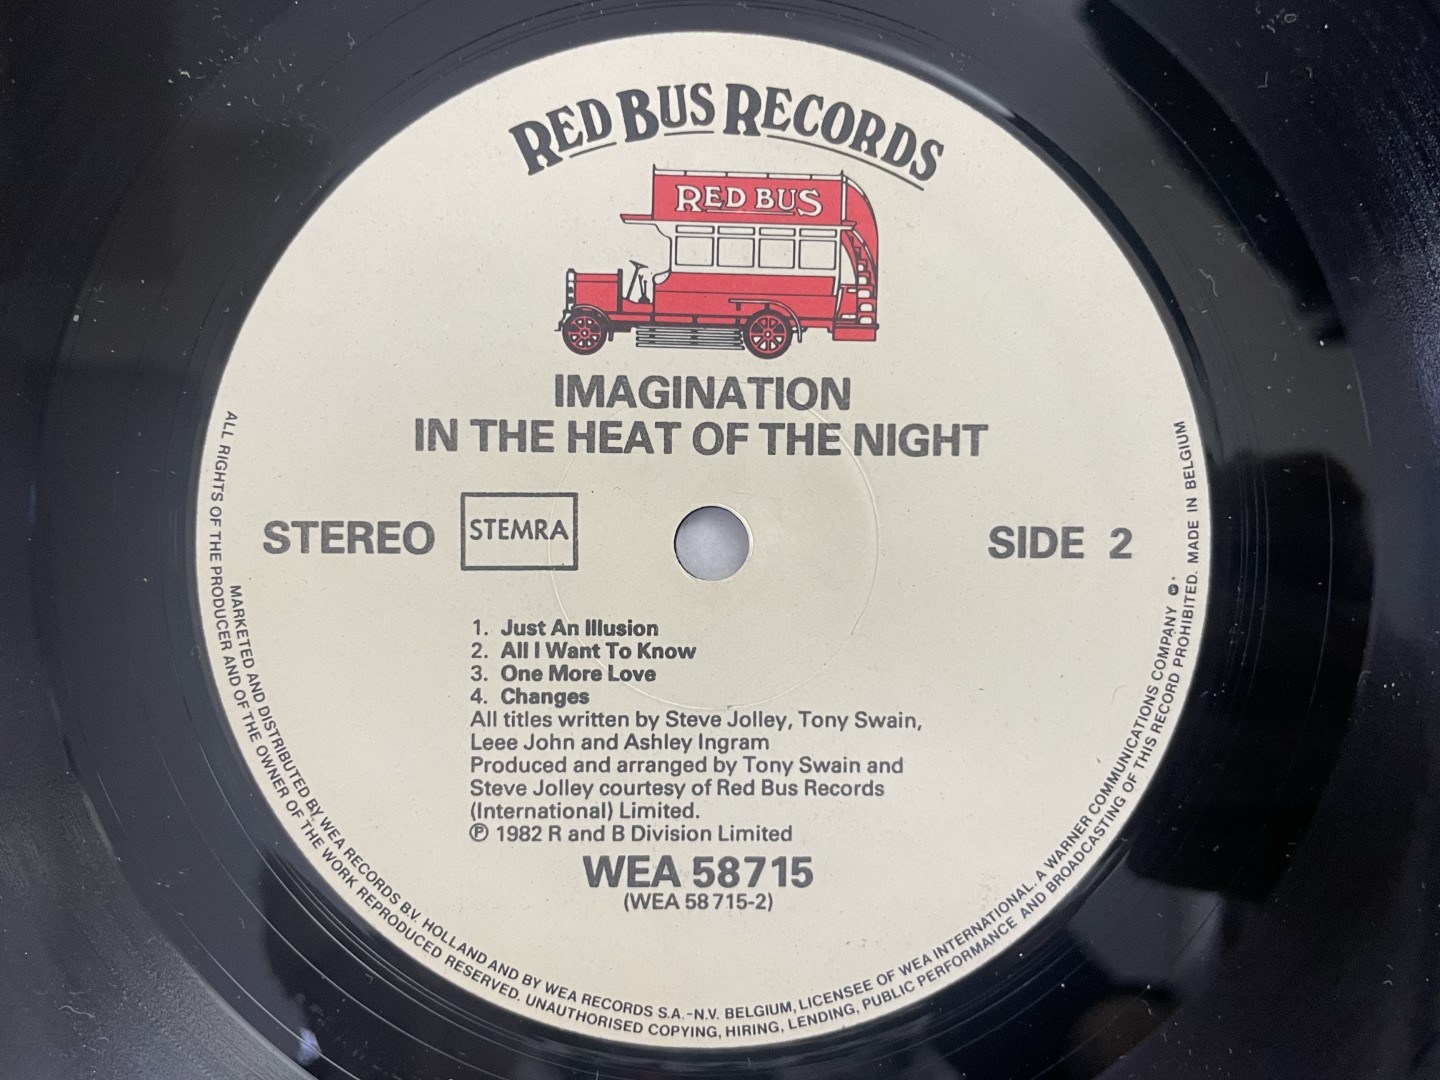 RED BUS RECORDS
RED BUS
IMAGINATION
IN THE HEAT OF THE NIGHT
STEREO STEMRA SIDE 2
1. Just An Illusion
2. All I Want To Know
3. One More Love
4. Changes
All titles written by Steve Jolley, Tony Swain,
Leee John and Ashley Ingram
Produced and arranged by Tony Swain and
Steve Jolley courtesy of Red Bus Records
(International) Limited.
℗ 1982 R and B Division Limited
WEA 58715
(WEA 58 715-2)
MARKETED AND DISTRIBUTED BY WEA RECORDS B.V. HOLLAND AND BY WEA RECORDS S.A.-N.V. BELGIUM, LICENSEE OF WEA INTERNATIONAL. A WARNER COMMUNICATIONS COMPANY
ALL RIGHTS OF THE PRODUCER AND OF THE OWNER OF THE WORK REPRODUCED RESERVED. UNAUTHORISED COPYING, HIRING, LENDING, PUBLIC PERFORMANCE AND BROADCASTING OF THIS RECORD PROHIBITED. MADE IN BELGIUM